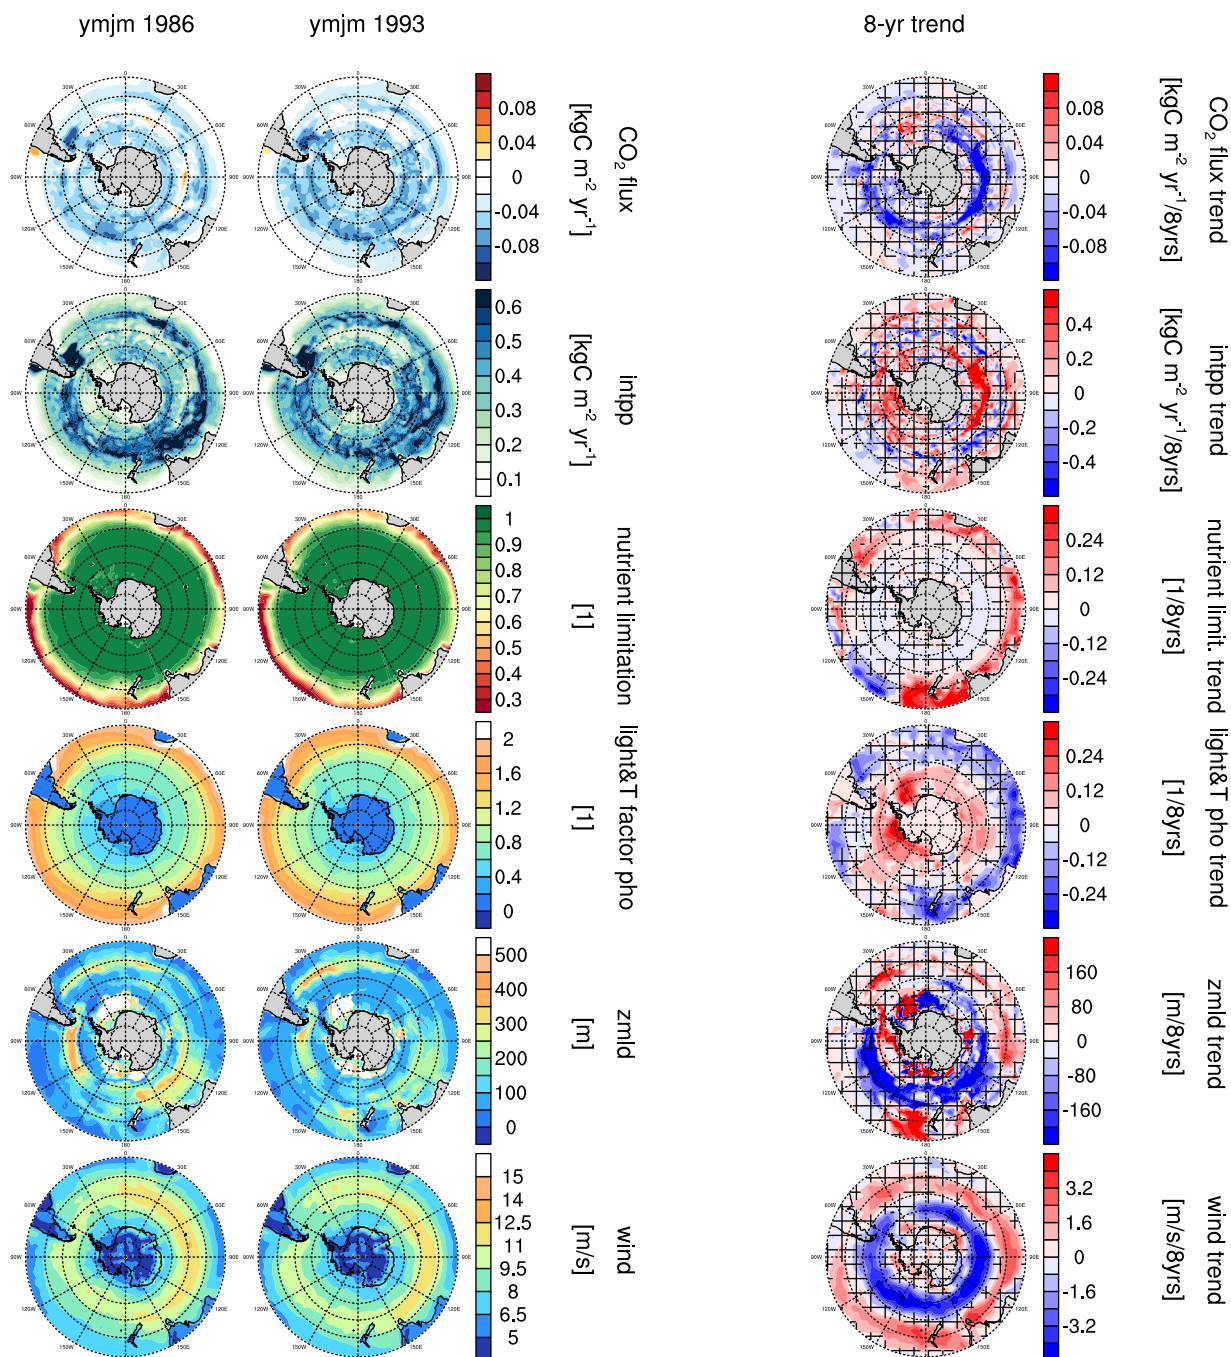 ymjm 1986
ymjm 1993
8-yr trend
0.08
0.04
0
-0.04
-0.08
CO2 flux
[kgC m-2 yr-1]
0.08
0.04
0
-0.04
-0.08
CO2 flux trend
[kgC m-2 yr-1/8yrs]
0.6
0.5
0.4
0.3
0.2
0.1
intpp
[kgC m-2 yr-1]
0.4
0.2
0
-0.2
-0.4
intpp trend
[kgC m-2 yr-1/8yrs]
1
0.9
0.8
0.7
0.6
0.5
0.4
0.3
nutrient limitation
[1]
0.24
0.12
0
-0.12
-0.24
nutrient limit. trend
[1/8yrs]
2
1.6
1.2
0.8
0.4
0
light&T factor pho
[1]
0.24
0.12
0
-0.12
-0.24
light&T pho trend
[1/8yrs]
500
400
300
200
100
0
zmld
[m]
160
80
0
-80
-160
zmld trend
[m/8yrs]
15
14
12.5
11
9.5
8
6.5
5
wind
[m/s]
3.2
1.6
0
-1.6
-3.2
wind trend
[m/s/8yrs]